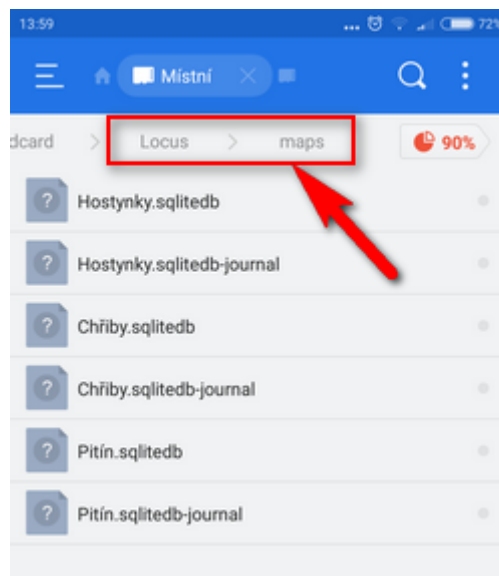 13:59 ... 72%
Místní
dcard > Locus > maps 90%
Hostynky.sqlitedb
Hostynky.sqlitedb-journal
Chřiby.sqlitedb
Chřiby.sqlitedb-journal
Pitín.sqlitedb
Pitín.sqlitedb-journal